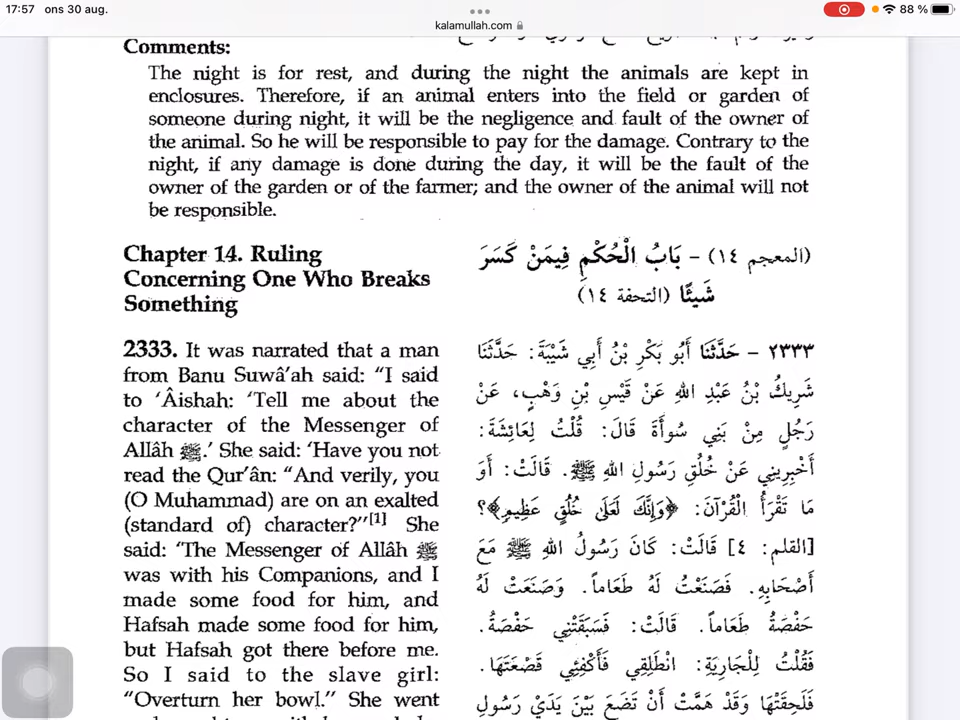 17:57 ons 30 aug.
88 %
kalamullah.com
Comments:
The night is for rest, and during the night the animals are kept in
enclosures. Therefore, if an animal enters into the field or garden of
someone during night, it will be the negligence and fault of the owner of
the animal. So he will be responsible to pay for the damage. Contrary to the
night, if any damage is done during the day, it will be the fault of the
owner of the garden or of the farmer; and the owner of the animal will not
be responsible.
Chapter 14. Ruling
Concerning One Who Breaks
Something
2333. It was narrated that a man
from Banu Suwâ'ah said: "I said
to 'Âishah: 'Tell me about the
character of the Messenger of
Allâh ﷺ.' She said: 'Have you not
read the Qur'ân: "And verily, you
(O Muhammad) are on an exalted
(standard of) character?"[1] She
said: 'The Messenger of Allâh ﷺ
was with his Companions, and I
made some food for him, and
Hafsah made some food for him,
but Hafsah got there before me.
So I said to the slave girl:
"Overturn her bowl." She went
(المعجم ١٤) - بَابُ الْحُكْمِ فِيمَنْ كَسَرَ
شَيْئًا (التحفة ١٤)
٢٣٣٣ - حَدَّثَنَا أَبُو بَكْرِ بْنُ أَبِي شَيْبَةَ: حَدَّثَنَا
شَرِيكُ بْنُ عَبْدِ اللهِ عَنْ قَيْسِ بْنِ وَهْبٍ، عَنْ
رَجُلٍ مِنْ بَنِي سُوأَةَ قَالَ: قُلْتُ لِعَائِشَةَ:
أَخْبِرِينِي عَنْ خُلُقِ رَسُولِ اللهِ ﷺ. قَالَتْ: أَوَ
مَا تَقْرَأُ الْقُرْآنَ: ﴿وَإِنَّكَ لَعَلَىٰ خُلُقٍ عَظِيمٍ﴾؟
[القلم: ٤] قَالَتْ: كَانَ رَسُولُ اللهِ ﷺ مَعَ
أَصْحَابِهِ. فَصَنَعْتُ لَهُ طَعَاماً. وَصَنَعَتْ لَهُ
حَفْصَةُ طَعَاماً. قَالَتْ: فَسَبَقَتْنِي حَفْصَةُ.
فَقُلْتُ لِلْجَارِيَةِ: انْطَلِقِي فَأَكْفِئِي قَصْعَتَهَا.
فَلَحِقَتْهَا وَقَدْ هَمَّتْ أَنْ تَضَعَ بَيْنَ يَدَيْ رَسُولِ